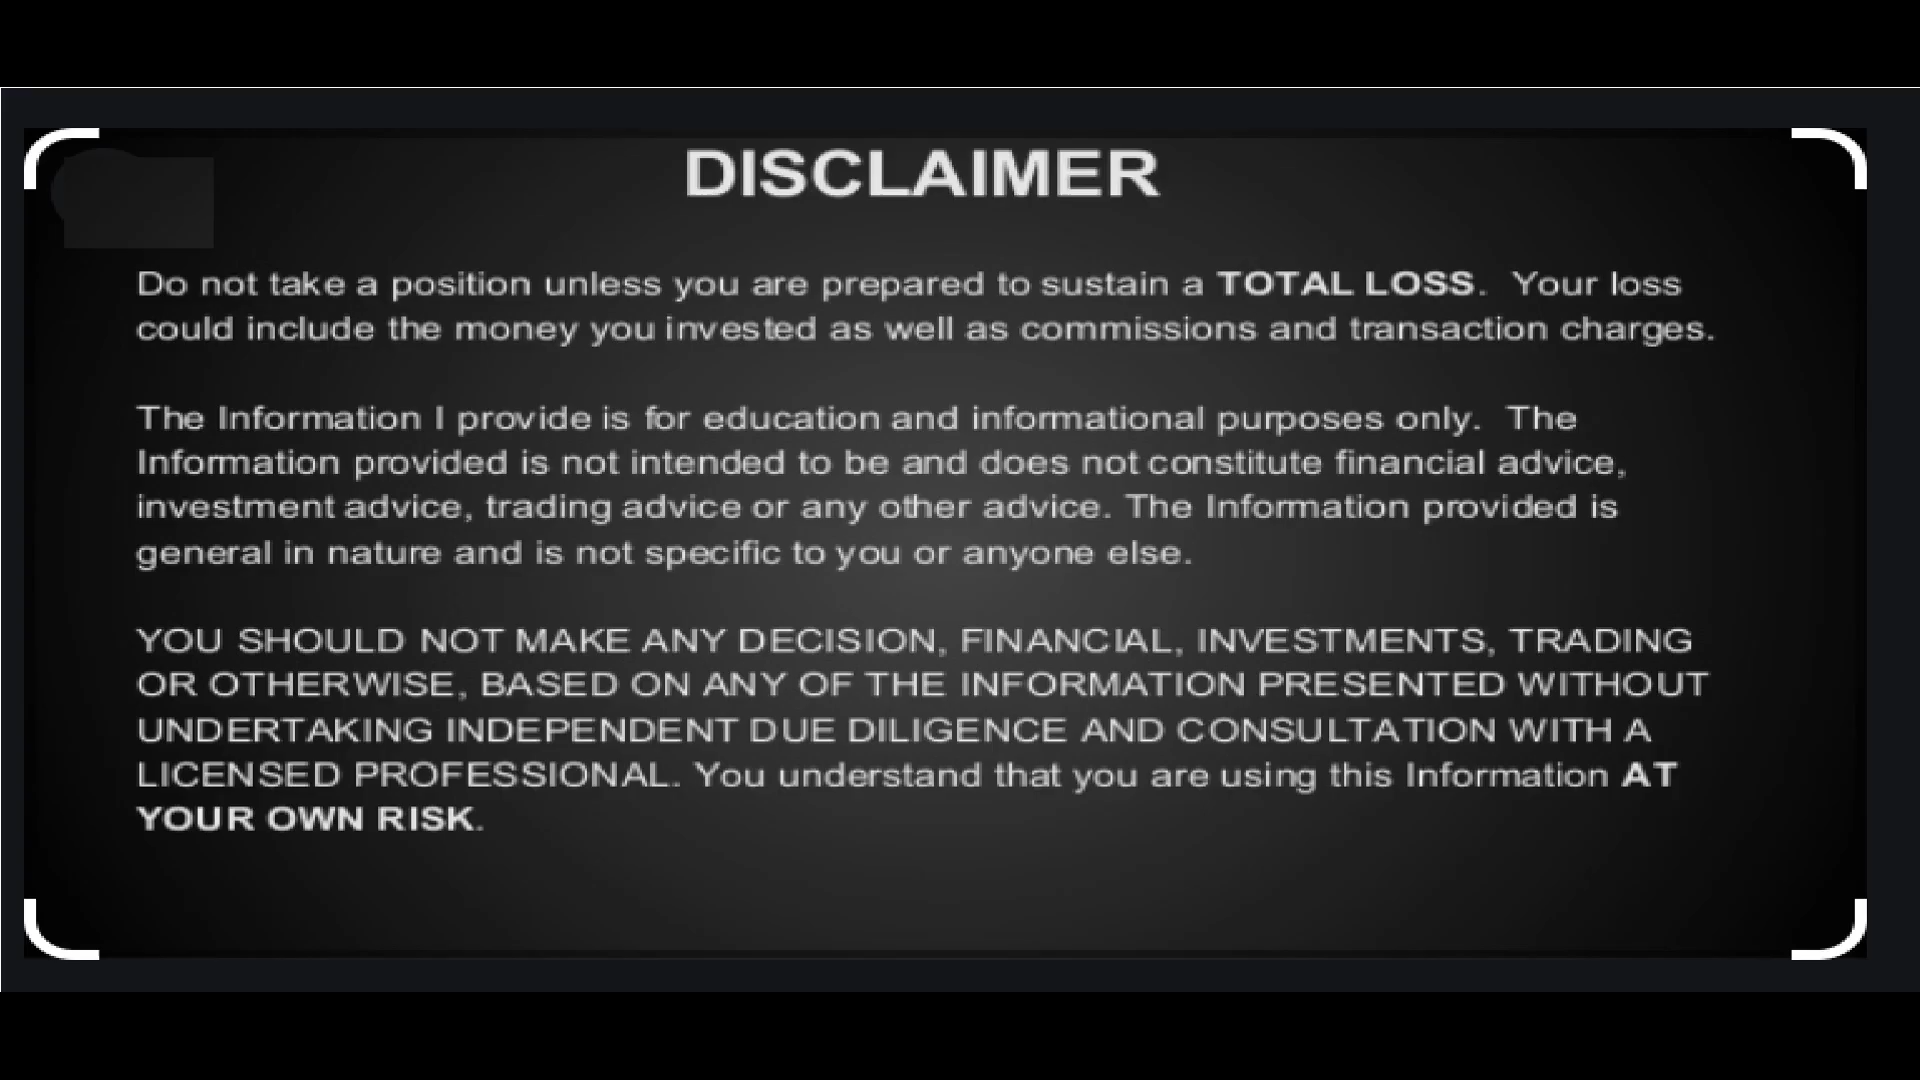 DISCLAIMER
Do not take a position unless you are prepared to sustain a TOTAL LOSS.  Your loss
could include the money you invested as well as commissions and transaction charges.
The Information I provide is for education and informational purposes only.  The
Information provided is not intended to be and does not constitute financial advice,
investment advice, trading advice or any other advice. The Information provided is
general in nature and is not specific to you or anyone else.
YOU SHOULD NOT MAKE ANY DECISION, FINANCIAL, INVESTMENTS, TRADING
OR OTHERWISE, BASED ON ANY OF THE INFORMATION PRESENTED WITHOUT
UNDERTAKING INDEPENDENT DUE DILIGENCE AND CONSULTATION WITH A
LICENSED PROFESSIONAL. You understand that you are using this Information AT
YOUR OWN RISK.